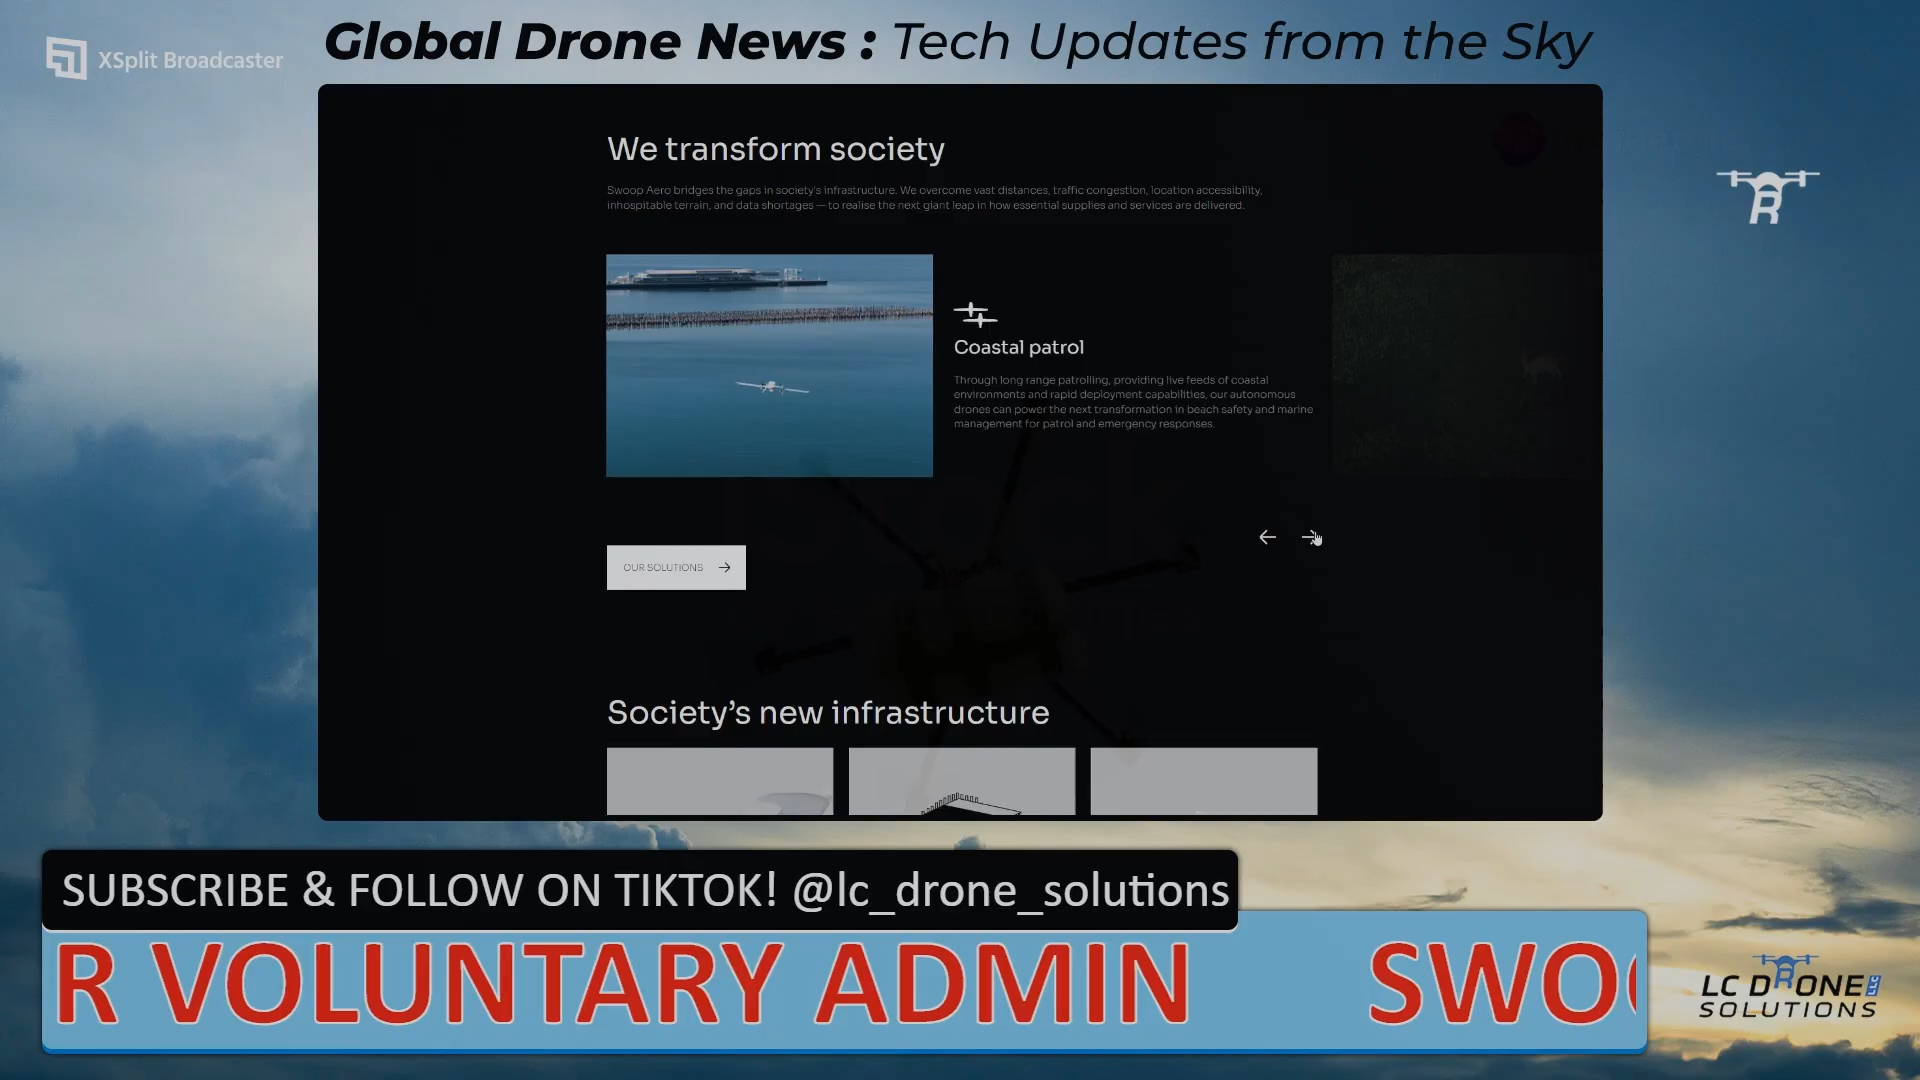 XSplit Broadcaster
Global Drone News : Tech Updates from the Sky
We transform society
Swoop Aero bridges the gaps in society's infrastructure. We overcome vast distances, traffic congestion, location accessibility,
inhospitable terrain, and data shortages — to realise the next giant leap in how essential supplies and services are delivered.
R
Coastal patrol
Through long range patrolling, providing live feeds of coastal
environments and rapid deployment capabilities, our autonomous
drones can power the next transformation in beach safety and marine
management for patrol and emergency responses.
OUR SOLUTIONS
Society's new infrastructure
SUBSCRIBE & FOLLOW ON TIKTOK! @lc_drone_solutions
R VOLUNTARY ADMIN SWOO
LC DRONE LLC
SOLUTIONS